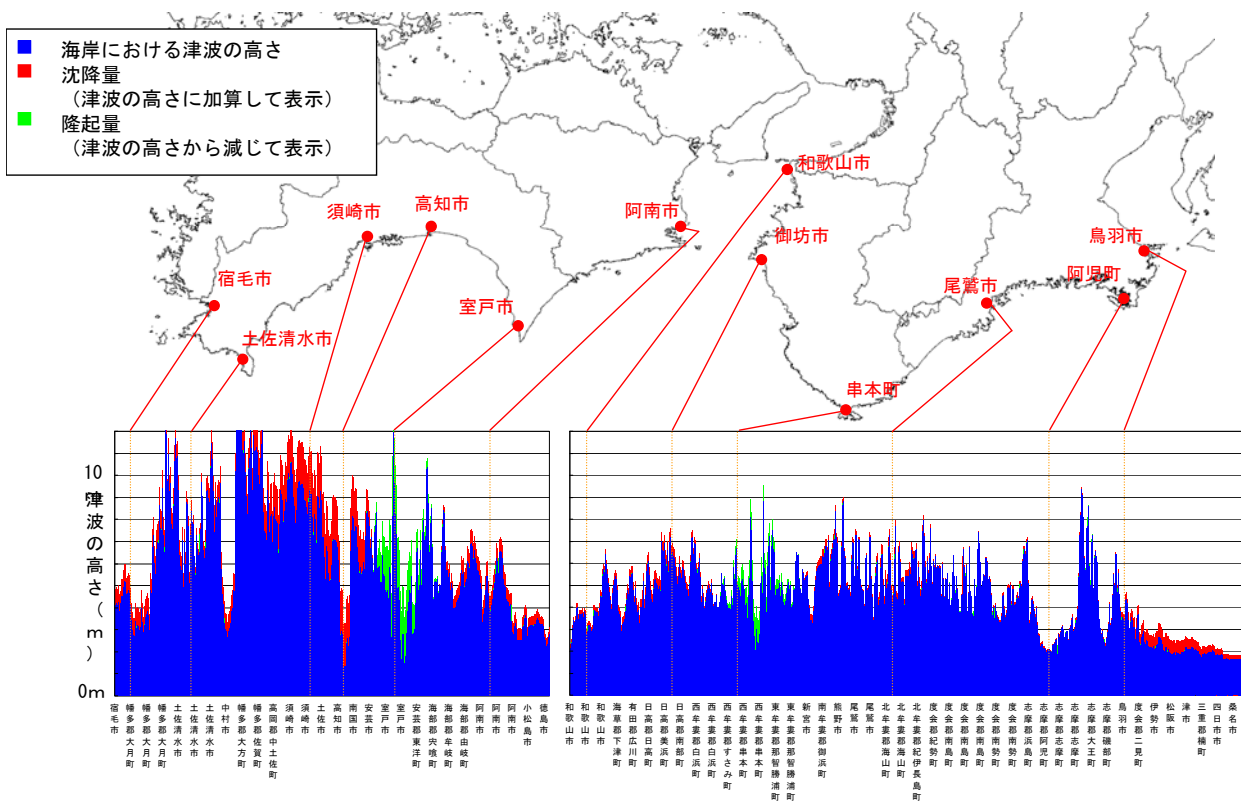 海岸における津波の高さ
沈降量
（津波の高さに加算して表示）
隆起量
（津波の高さから減じて表示）
和歌山市
須崎市
高知市
阿南市
御坊市
鳥羽市
阿児町
宿毛市
尾鷲市
室戸市
土佐清水市
串本町
10
津波の高さ（ｍ）
0m
宿毛市
幡多郡大月町
幡多郡大月町
幡多郡大月町
土佐清水市
土佐清水市
土佐清水市
中村市
幡多郡大方町
幡多郡佐賀町
高岡郡中土佐町
須崎市
須崎市
土佐市
高知市
南国市
安芸市
室戸市
室戸市
安芸郡東洋町
海部郡宍喰町
海部郡牟岐町
海部郡由岐町
阿南市
阿南市
阿南市
小松島市
徳島市
和歌山市
和歌山市
和歌山市
海草郡下津町
有田郡広川町
日高郡日高町
日高郡美浜町
日高郡南部町
西牟婁郡白浜町
西牟婁郡白浜町
西牟婁郡すさみ町
西牟婁郡串本町
西牟婁郡串本町
東牟婁郡那智勝浦町
東牟婁郡那智勝浦町
新宮市
南牟婁郡御浜町
熊野市
尾鷲市
尾鷲市
北牟婁郡海山町
北牟婁郡海山町
北牟婁郡紀伊長島町
度会郡紀勢町
度会郡南島町
度会郡南島町
度会郡南島町
度会郡南勢町
度会郡南勢町
志摩郡浜島町
志摩郡阿児町
志摩郡志摩町
志摩郡志摩町
志摩郡大王町
志摩郡磯部町
鳥羽市
度会郡二見町
伊勢市
松阪市
津市
三重郡楠町
四日市市
桑名市